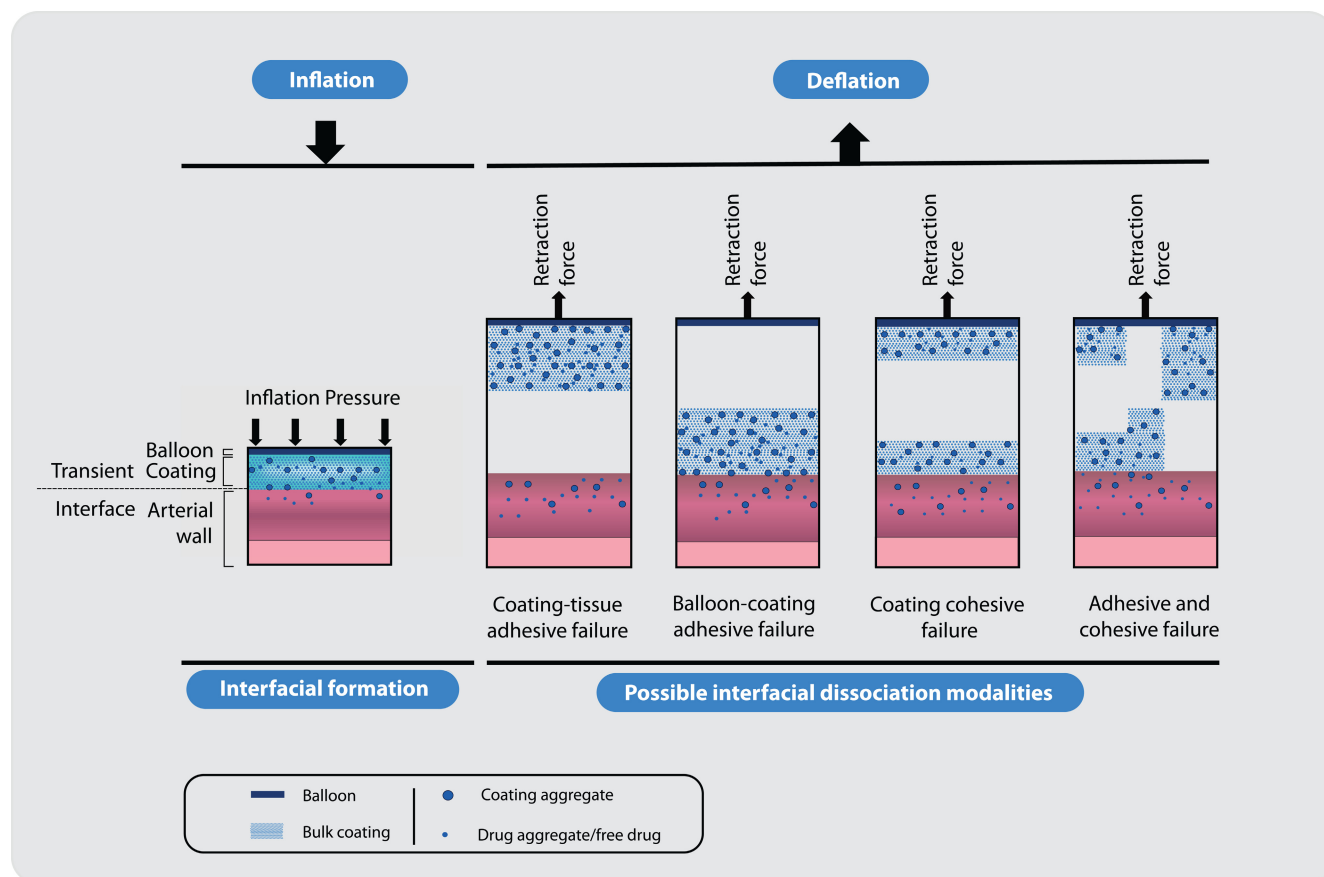 Inflation
Deflation
Retraction
force
Retraction
force
Retraction
force
Retraction
force
Inflation Pressure
Balloon
Transient Coating
Interface Arterial
wall
Coating-tissue
adhesive failure
Balloon-coating
adhesive failure
Coating cohesive
failure
Adhesive and
cohesive failure
Interfacial formation
Possible interfacial dissociation modalities
Balloon
Coating aggregate
Bulk coating
Drug aggregate/free drug